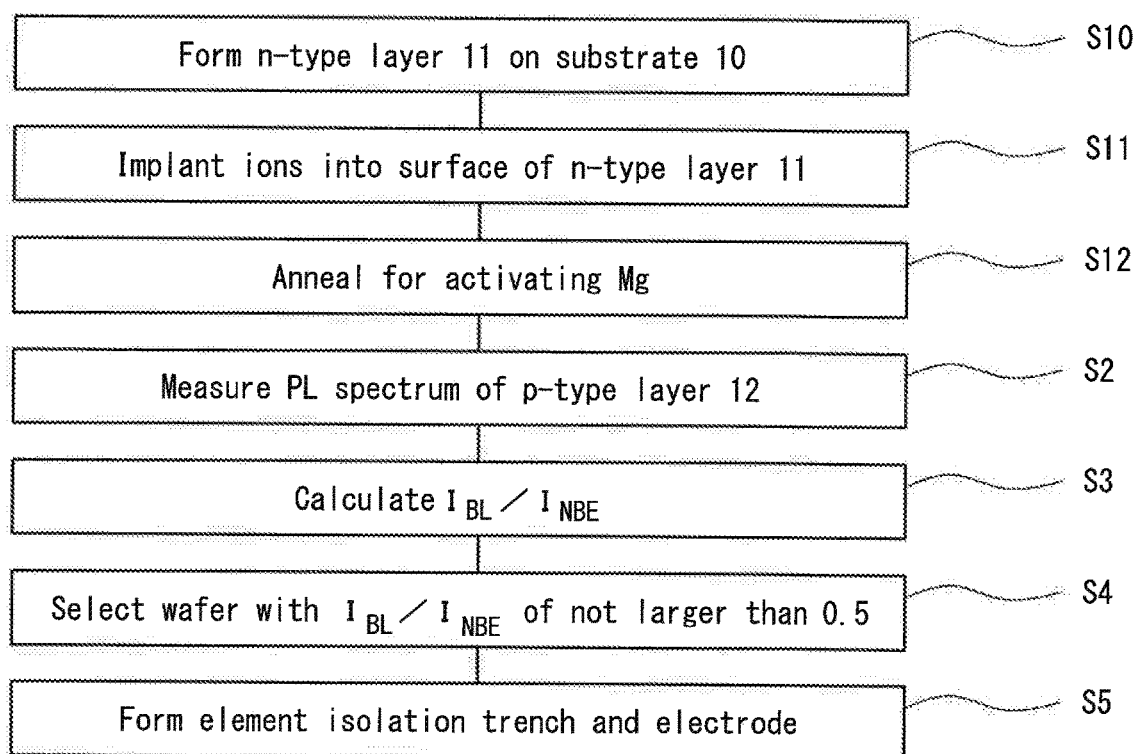 Form n-type layer 11 on substrate 10
S10
Implant ions into surface of n-type layer 11
S11
Anneal for activating Mg
S12
Measure PL spectrum of p-type layer 12
S2
Calculate I BL ／ I NBE
S3
Select wafer with I BL ／ I NBE of not larger than 0.5
S4
Form element isolation trench and electrode
S5